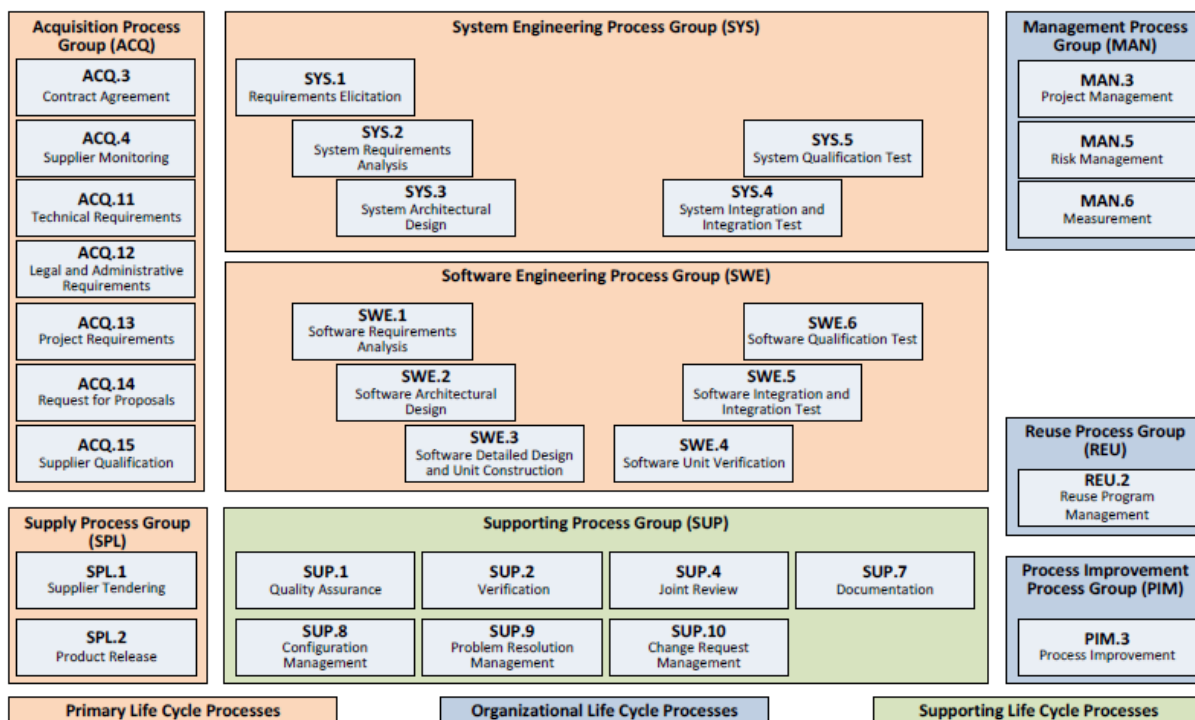 Acquisition Process
Group (ACQ)
ACQ.3
Contract Agreement
ACQ.4
Supplier Monitoring
ACQ.11
Technical Requirements
ACQ.12
Legal and Administrative
Requirements
ACQ.13
Project Requirements
ACQ.14
Request for Proposals
ACQ.15
Supplier Qualification
System Engineering Process Group (SYS)
SYS.1
Requirements Elicitation
SYS.2
System Requirements
Analysis
SYS.3
System Architectural
Design
SYS.5
System Qualification Test
SYS.4
System Integration and
Integration Test
Software Engineering Process Group (SWE)
SWE.1
Software Requirements
Analysis
SWE.2
Software Architectural
Design
SWE.3
Software Detailed Design
and Unit Construction
SWE.6
Software Qualification Test
SWE.5
Software Integration and
Integration Test
SWE.4
Software Unit Verification
Management Process
Group (MAN)
MAN.3
Project Management
MAN.5
Risk Management
MAN.6
Measurement
Reuse Process Group
(REU)
REU.2
Reuse Program
Management
Supply Process Group
(SPL)
SPL.1
Supplier Tendering
SPL.2
Product Release
Supporting Process Group (SUP)
SUP.1
Quality Assurance
SUP.2
Verification
SUP.4
Joint Review
SUP.7
Documentation
SUP.8
Configuration
Management
SUP.9
Problem Resolution
Management
SUP.10
Change Request
Management
Process Improvement
Process Group (PIM)
PIM.3
Process Improvement
Primary Life Cycle Processes
Organizational Life Cycle Processes
Supporting Life Cycle Processes